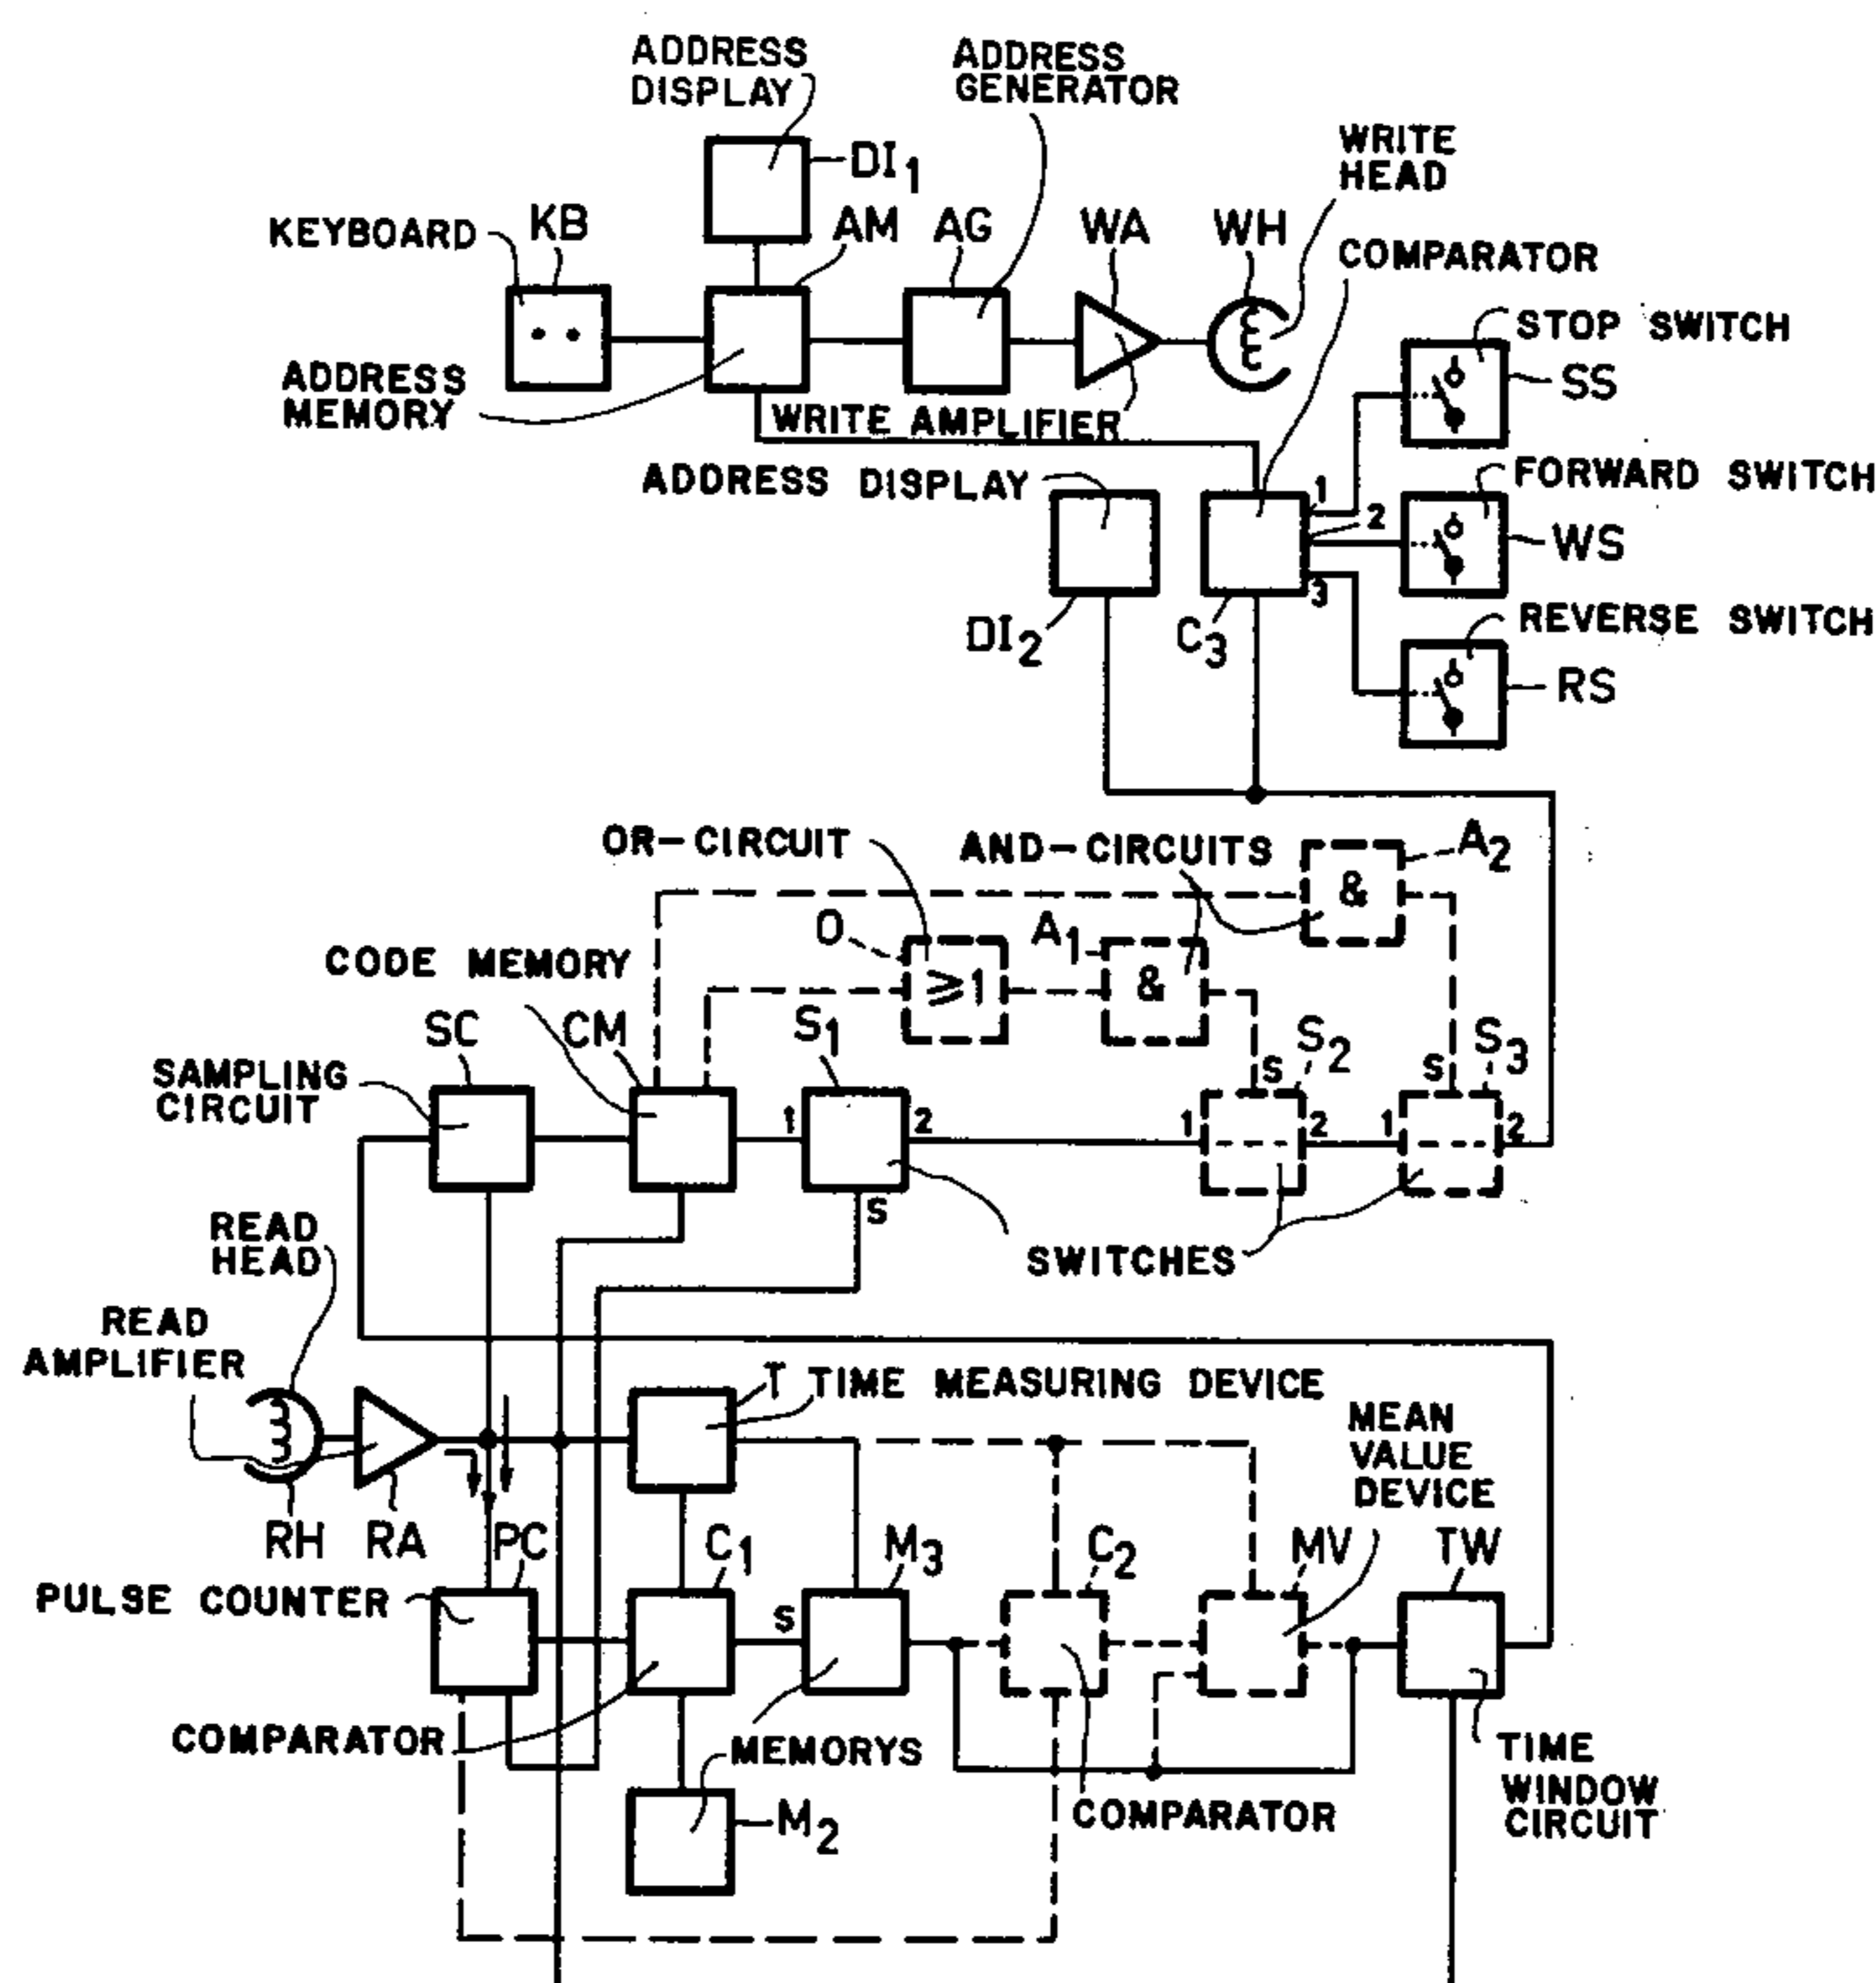 ADDRESS
DISPLAY
ADDRESS
GENERATOR
WRITE
HEAD
DI1
KEYBOARD
KB
AM
AG
WA
WH
COMPARATOR
STOP SWITCH
SS
ADDRESS
MEMORY
WRITE AMPLIFIER
ADDRESS DISPLAY
FORWARD SWITCH
1
2
3
WS
DI2
C3
REVERSE SWITCH
RS
OR-CIRCUIT
AND-CIRCUITS
A2
&
O
A1
≥1
&
CODE MEMORY
SC
CM
S1
S2
S3
SAMPLING
CIRCUIT
1
2
S
1
2
S
1
2
S
READ
HEAD
SWITCHES
READ
AMPLIFIER
T
TIME MEASURING DEVICE
MEAN
VALUE
DEVICE
RH
RA
PC
C1
M3
C2
MV
TW
PULSE COUNTER
S
COMPARATOR
MEMORYS
M2
COMPARATOR
TIME
WINDOW
CIRCUIT